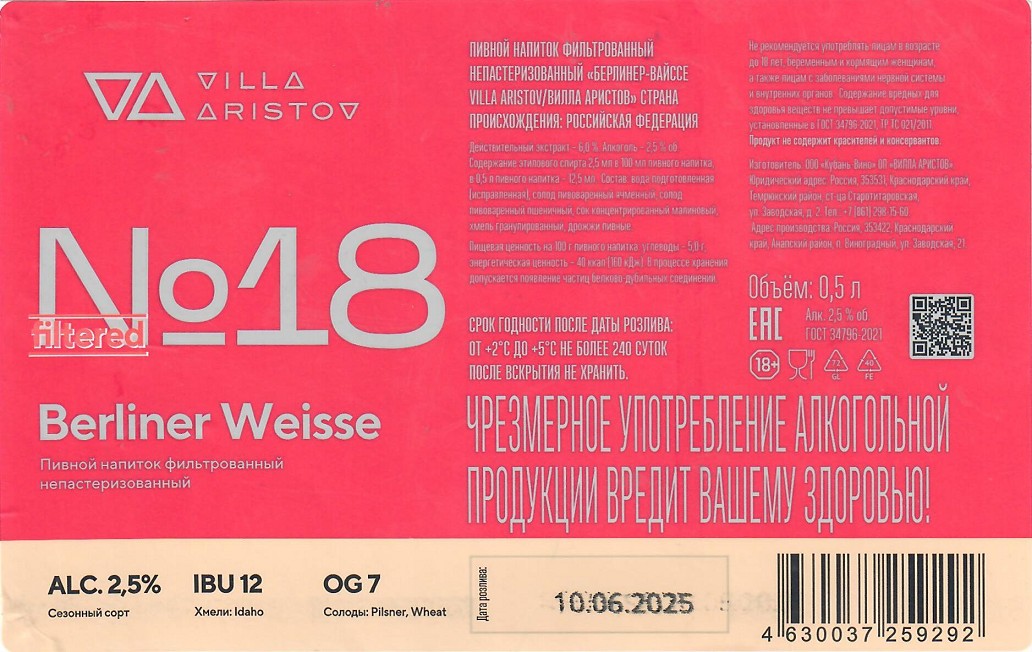 VILLA
ARISTOV
№18
filtered
Berliner Weisse
Пивной напиток фильтрованный
непастеризованный
ALC. 2,5%
Сезонный сорт
IBU 12
Хмели: Idaho
OG 7
Солоды: Pilsner, Wheat
ПИВНОЙ НАПИТОК ФИЛЬТРОВАННЫЙ
НЕПАСТЕРИЗОВАННЫЙ «БЕРЛИНЕР-ВАЙССЕ
VILLA ARISTOV/ВИЛЛА АРИСТОВ» СТРАНА
ПРОИСХОЖДЕНИЯ: РОССИЙСКАЯ ФЕДЕРАЦИЯ
Действительный экстракт - 6,0 % Алкоголь - 2,5 % об.
Содержание этилового спирта 2,5 мл в 100 мл пивного напитка,
в 0,5 л пивного напитка - 12,5 мл. Состав: вода подготовленная
(исправленная), солод пивоваренный ячменный, солод
пивоваренный пшеничный, сок концентрированный малиновый,
хмель гранулированный, дрожжи пивные.
Пищевая ценность на 100 г пивного напитка: углеводы - 5,0 г,
энергетическая ценность - 40 ккал (160 кДж). В процессе хранения
допускается появление частиц белково-дубильных соединений.
СРОК ГОДНОСТИ ПОСЛЕ ДАТЫ РОЗЛИВА:
ОТ +2°С ДО +5°С НЕ БОЛЕЕ 240 СУТОК
ПОСЛЕ ВСКРЫТИЯ НЕ ХРАНИТЬ.
Не рекомендуется употреблять лицам в возрасте
до 18 лет, беременным и кормящим женщинам,
а также лицам с заболеваниями нервной системы
и внутренних органов. Содержание вредных для
здоровья веществ не превышает допустимые уровни,
установленные в ГОСТ 34796-2021, ТР ТС 021/2011.
Продукт не содержит красителей и консервантов.
Изготовитель: ООО «Кубань-Вино» ОП «ВИЛЛА АРИСТОВ».
Юридический адрес: Россия, 353531, Краснодарский край,
Темрюкский район, ст-ца Старотитаровская,
ул. Заводская, д. 2. Тел.: +7 (861) 298-15-60
Адрес производства: Россия, 353422, Краснодарский
край, Анапский район, п. Виноградный, ул. Заводская, 21
Объём: 0,5 л
EAC
Алк. 2,5 % об.
ГОСТ 34796-2021
18+
72
GL
40
FE
ЧРЕЗМЕРНОЕ УПОТРЕБЛЕНИЕ АЛКОГОЛЬНОЙ
ПРОДУКЦИИ ВРЕДИТ ВАШЕМУ ЗДОРОВЬЮ!
Дата розлива:
10.06.2025
4 630037 259292